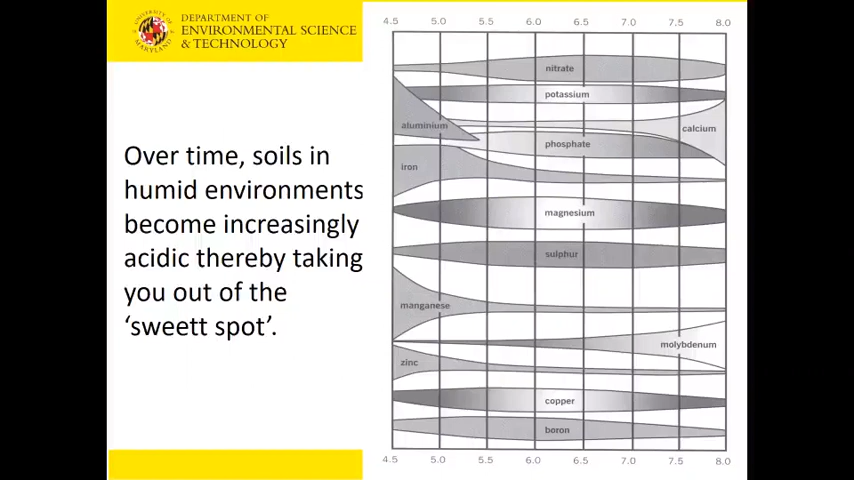 UNIVERSITY OF
MARYLAND
DEPARTMENT OF
ENVIRONMENTAL SCIENCE
& TECHNOLOGY
Over time, soils in
humid environments
become increasingly
acidic thereby taking
you out of the
‘sweett spot’.
4.5 5.0 5.5 6.0 6.5 7.0 7.5 8.0
nitrate
potassium
aluminium
calcium
phosphate
iron
magnesium
sulphur
manganese
molybdenum
zinc
copper
boron
4.5 5.0 5.5 6.0 6.5 7.0 7.5 8.0